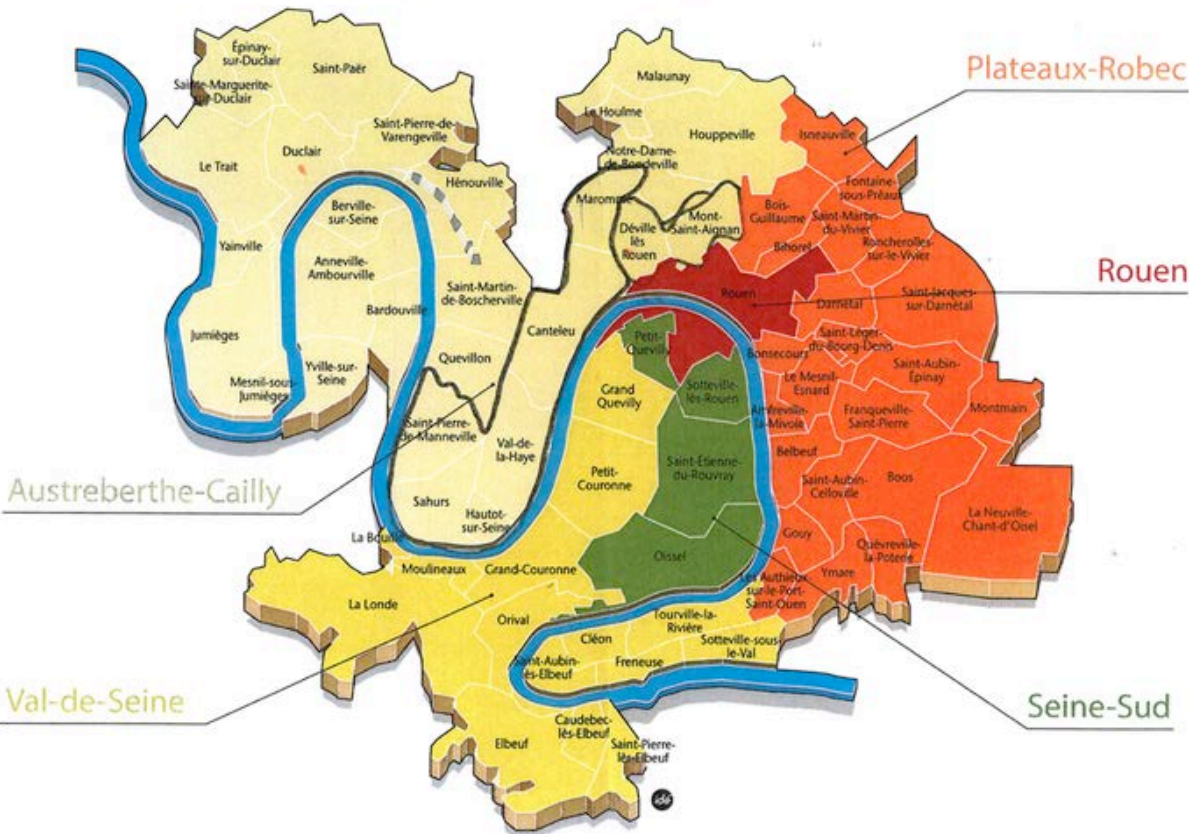 Épinay-
sur-Duclair
Saint-Paër
Sainte-Marguerite-
sur-Duclair
Saint-Pierre-de-
Varengeville
Le Trait
Duclair
Hénouville
Berville-
sur-Seine
Yainville
Anneville-
Ambourville
Saint-Martin-
de-Boscherville
Bardouville
Jumièges
Quevillon
Mesnil-sous-
Jumièges
Yville-sur-
Seine
Saint-Pierre-
de-Manneville
Val-de-
la-Haye
Sahurs
Hautot-
sur-Seine
Canteleu
Malaunay
Le Houlme
Houppeville
Notre-Dame-
de-Bondeville
Maromme
Déville
lès
Rouen
Mont-
Saint-Aignan
Austreberthe-Cailly
Plateaux-Robec
Isneauville
Fontaine-
sous-Préaux
Bois-
Guillaume
Saint-Martin-
du-Vivier
Bihorel
Roncherolles-
sur-le-Vivier
Rouen
Rouen
Darnétal
Saint-Jacques-
sur-Darnétal
Saint-Léger-
du-Bourg-Denis
Bonsecours
Saint-Aubin-
Épinay
Le Mesnil-
Esnard
Amfreville-
la-Mivoie
Franqueville-
Saint-Pierre
Montmain
Belbeuf
Saint-Aubin-
Celloville
Boos
La Neuville-
Chant-d'Oisel
Gouy
Quévreville-
la-Poterie
Ymare
Les Authieux-
sur-le-Port-
Saint-Ouen
Petit-
Quevilly
Sotteville-
lès-Rouen
Grand
Quevilly
Saint-Étienne-
du-Rouvray
Petit-
Couronne
Oissel
Seine-Sud
La Bouille
Moulineaux
Grand-Couronne
La Londe
Orival
Cléon
Tourville-la-
Rivière
Sotteville-sous-
le-Val
Saint-Aubin-
lès-Elbeuf
Freneuse
Caudebec-
lès-Elbeuf
Elbeuf
Saint-Pierre-
lès-Elbeuf
Val-de-Seine
idé